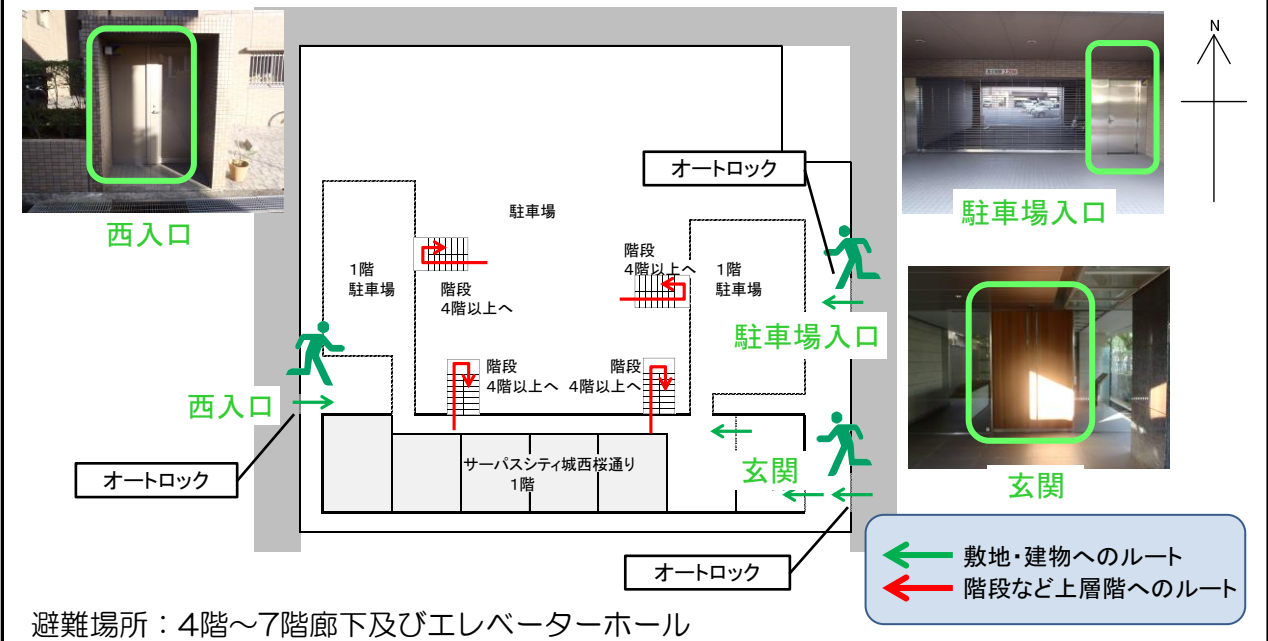 N
オートロック
西入口
駐車場入口
駐車場
1階
駐車場
階段
4階以上へ
階段
4階以上へ
1階
駐車場
駐車場入口
階段
4階以上へ
階段
4階以上へ
西入口
オートロック
サーパスシティ城西桜通り
1階
玄関
玄関
オートロック
敷地・建物へのルート
階段など上層階へのルート
避難場所：4階～7階廊下及びエレベーターホール